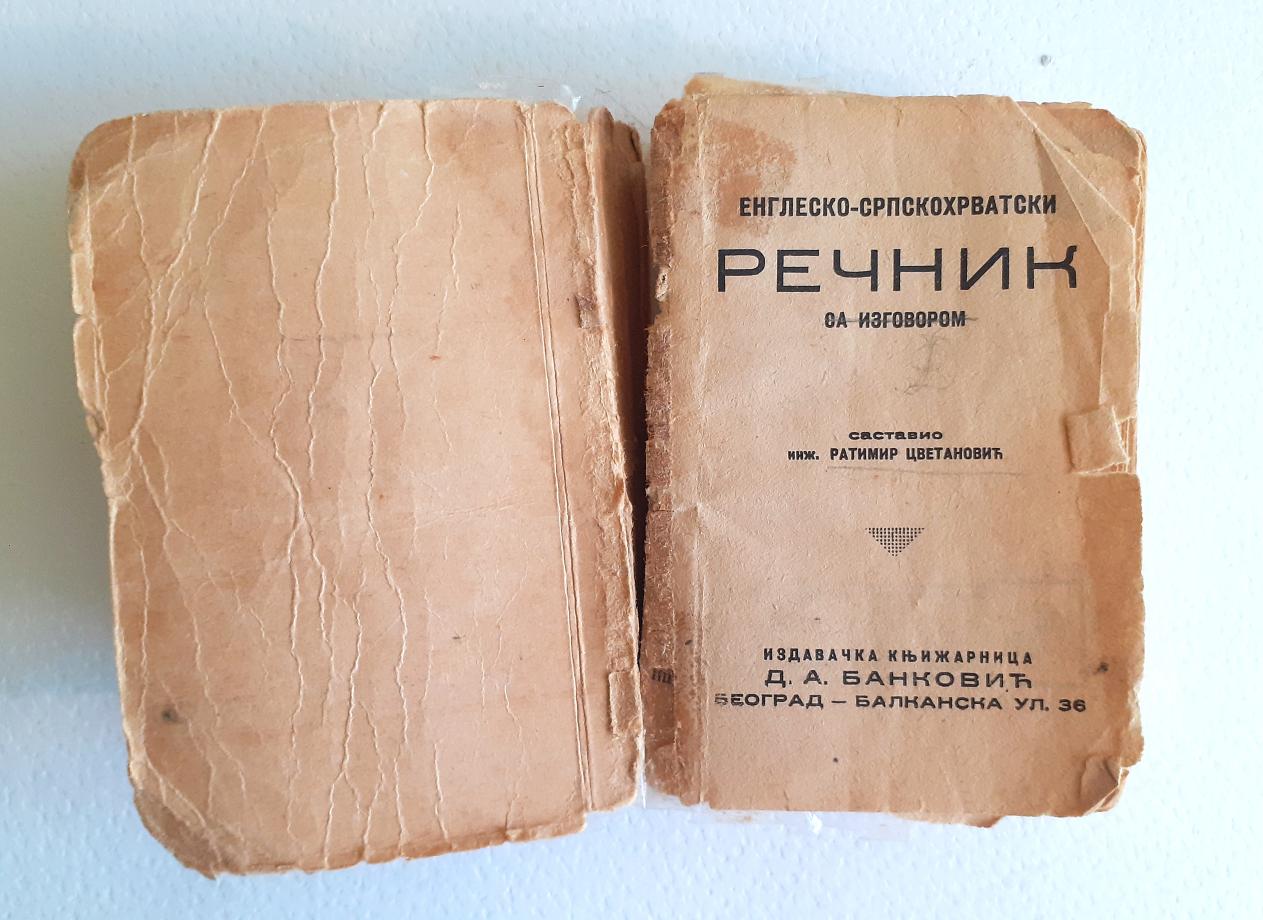 ЕНГЛЕСКО-СРПСКОХРВАТСКИ
РЕЧНИК
СА ИЗГОВОРОМ
саставио
инж. РАТИМИР ЦВЕТАНОВИЋ
ИЗДАВАЧКА КЊИЖАРНИЦА
Д. А. БАНКОВИЋ
БЕОГРАД — БАЛКАНСКА УЛ. 36